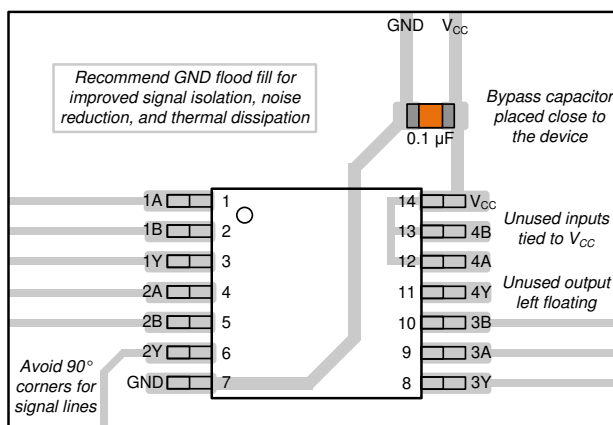 GND VCC
Recommend GND flood fill for
improved signal isolation, noise
reduction, and thermal dissipation
Bypass capacitor
placed close to
the device
0.1 µF
1A 1 14 VCC
1B 2 13 4B
1Y 3 12 4A
2A 4 11 4Y
2B 5 10 3B
2Y 6 9 3A
GND 7 8 3Y
Unused inputs
tied to VCC
Unused output
left floating
Avoid 90°
corners for
signal lines